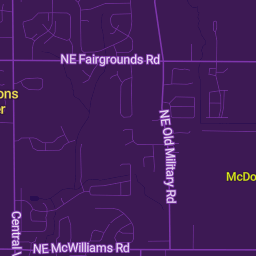 NE Fairgrounds Rd
ons
er
NE Old Military Rd
McDo
Central V
NE McWilliams Rd